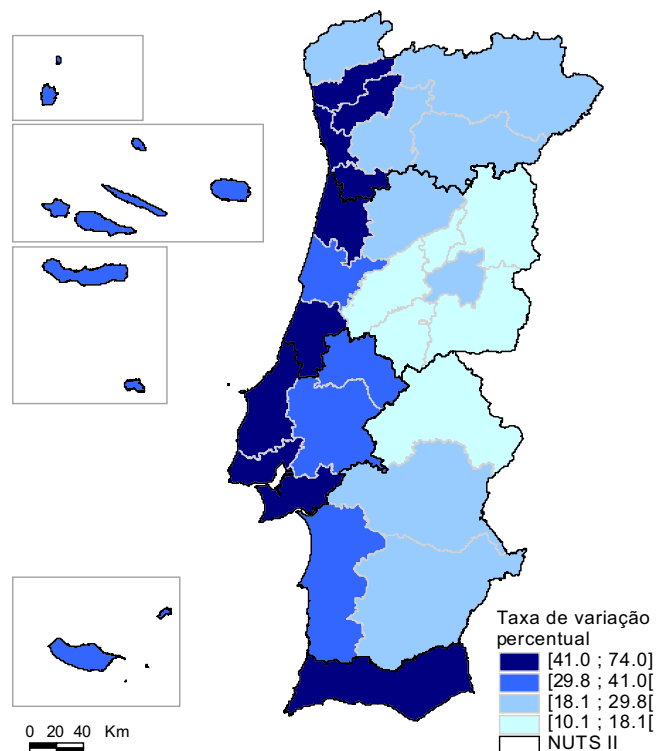 Taxa de variação
percentual
[41.0 ; 74.0]
[29.8 ; 41.0[
[18.1 ; 29.8[
[10.1 ; 18.1[
NUTS II
0 20 40 Km